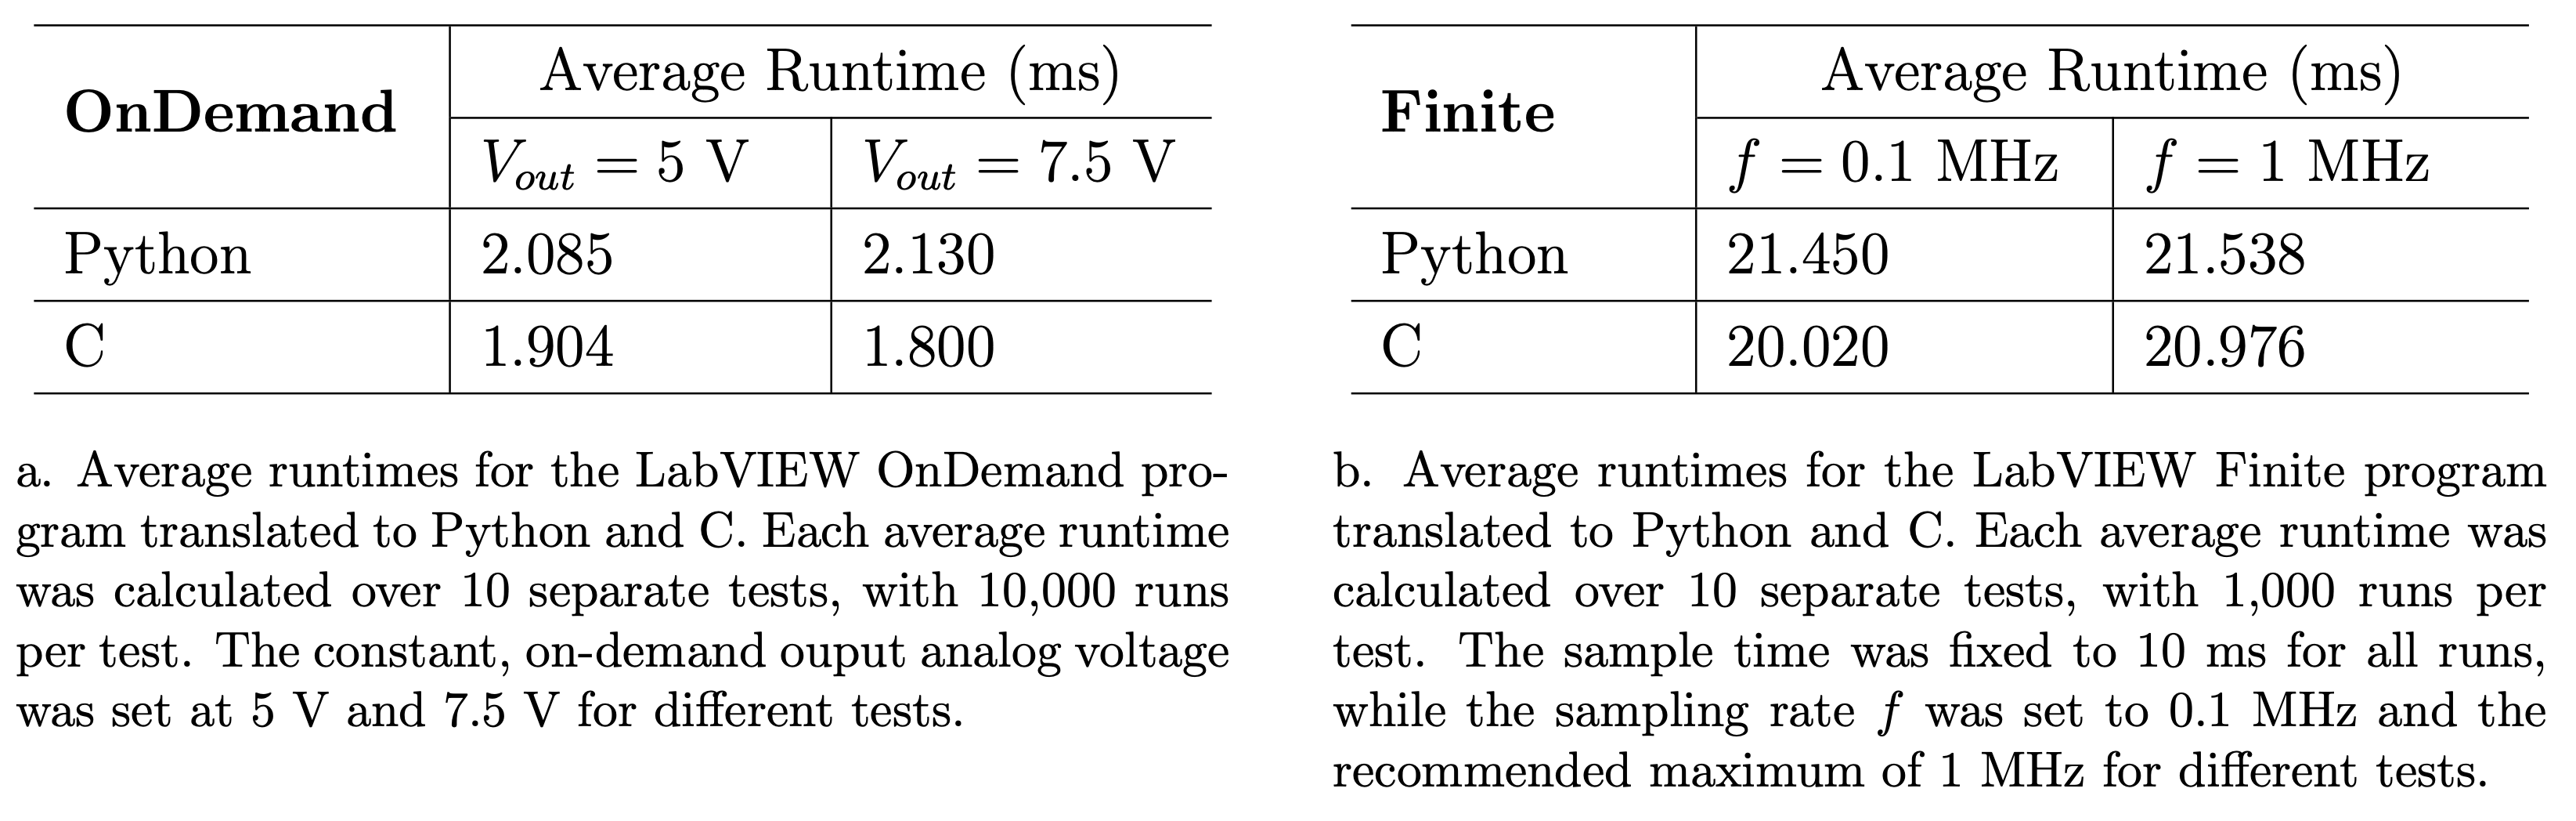 OnDemand
Average Runtime (ms)
V_out = 5 V
V_out = 7.5 V
Python
2.085
2.130
C
1.904
1.800
a. Average runtimes for the LabVIEW OnDemand pro-
gram translated to Python and C. Each average runtime
was calculated over 10 separate tests, with 10,000 runs
per test. The constant, on-demand ouput analog voltage
was set at 5 V and 7.5 V for different tests.
Finite
Average Runtime (ms)
f = 0.1 MHz
f = 1 MHz
Python
21.450
21.538
C
20.020
20.976
b. Average runtimes for the LabVIEW Finite program
translated to Python and C. Each average runtime was
calculated over 10 separate tests, with 1,000 runs per
test. The sample time was fixed to 10 ms for all runs,
while the sampling rate f was set to 0.1 MHz and the
recommended maximum of 1 MHz for different tests.